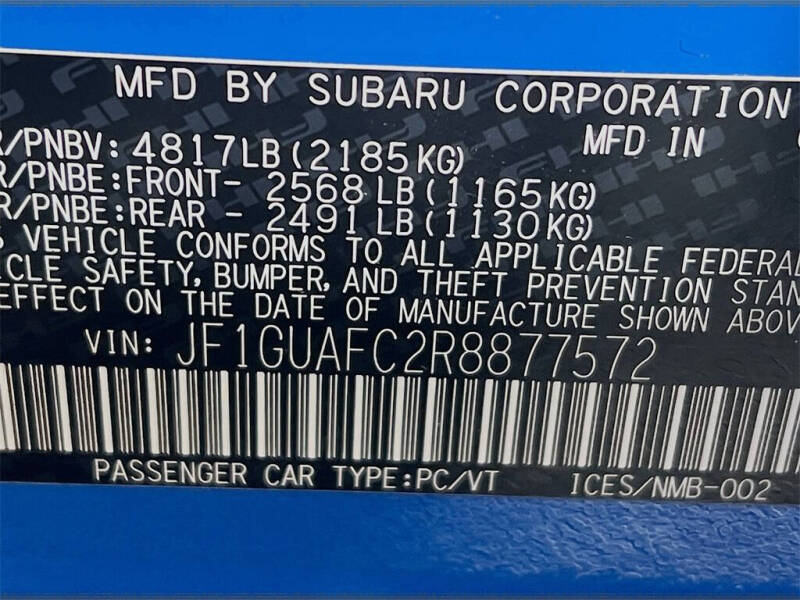 MFD BY SUBARU CORPORATION
MFD IN
R/PNBV: 4817LB (2185KG)
R/PNBE:FRONT- 2568 LB (1165KG)
R/PNBE:REAR - 2491 LB (1130KG)
S VEHICLE CONFORMS TO ALL APPLICABLE FEDERAL
ICLE SAFETY, BUMPER, AND THEFT PREVENTION STAN
EFFECT ON THE DATE OF MANUFACTURE SHOWN ABOV
VIN: JF1GUAFC2R8877572
PASSENGER CAR TYPE:PC/VT ICES/NMB-002